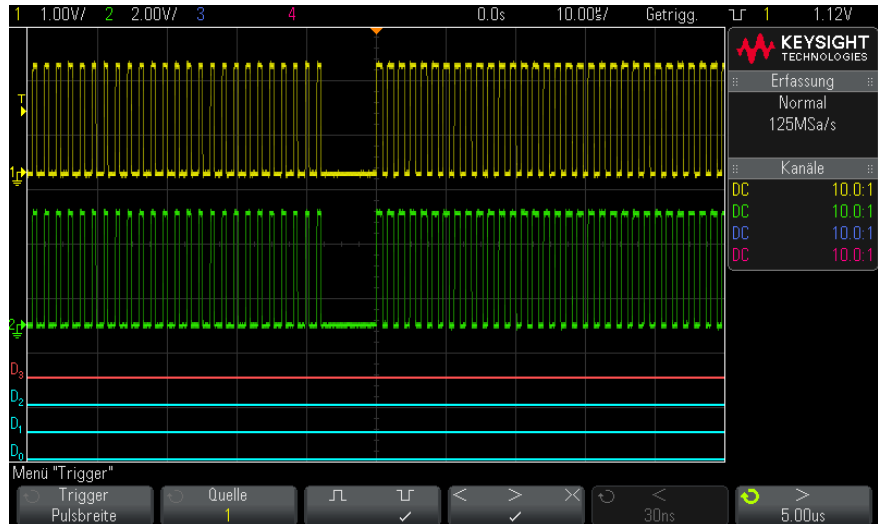 1 1.00V/ 2 2.00V/ 3 4 0.0s 10.00us/ Getrigg. 1 1.12V
KEYSIGHT
TECHNOLOGIES
Erfassung
Normal
125MSa/s
Kanäle
DC 10.0:1
DC 10.0:1
DC 10.0:1
DC 10.0:1
T
1
2
D3
D2
D1
D0
Menü "Trigger"
Trigger
Pulsbreite
Quelle
1
< >
<
30ns
>
5.00us